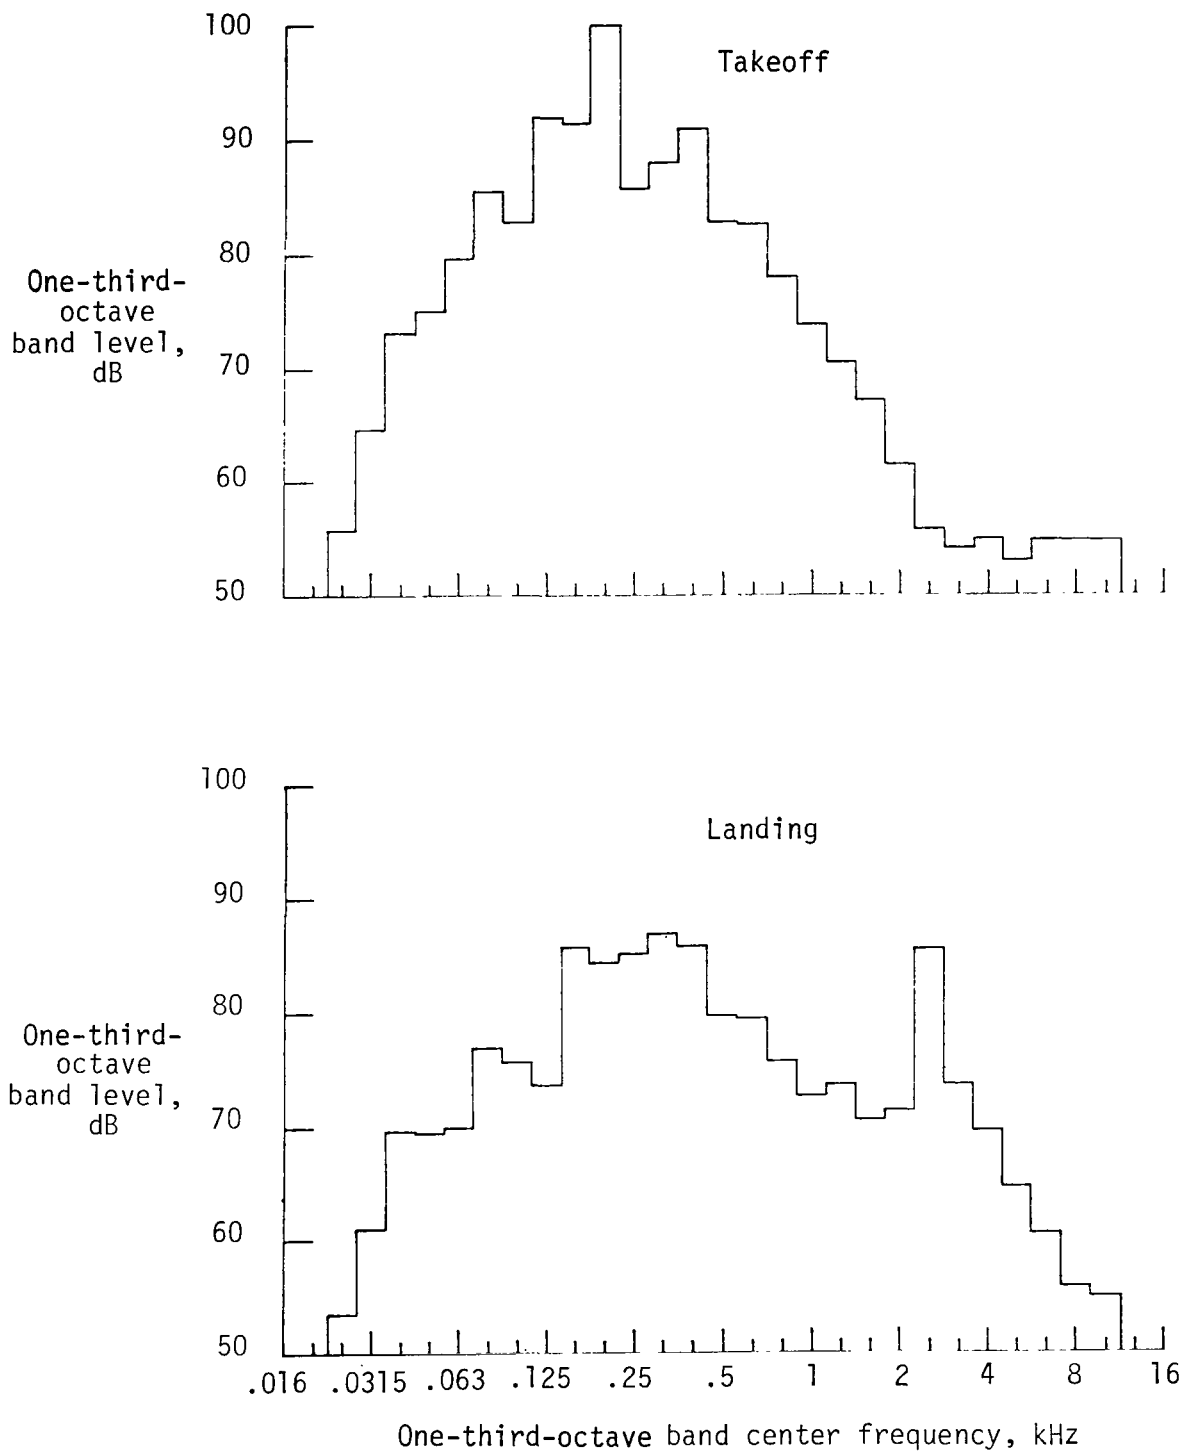 100
Takeoff
90
80
One-third-
octave
band level,
dB
70
60
50
100
Landing
90
80
One-third-
octave
band level,
dB
70
60
50
.016 .0315 .063 .125 .25 .5 1 2 4 8 16
One-third-octave band center frequency, kHz